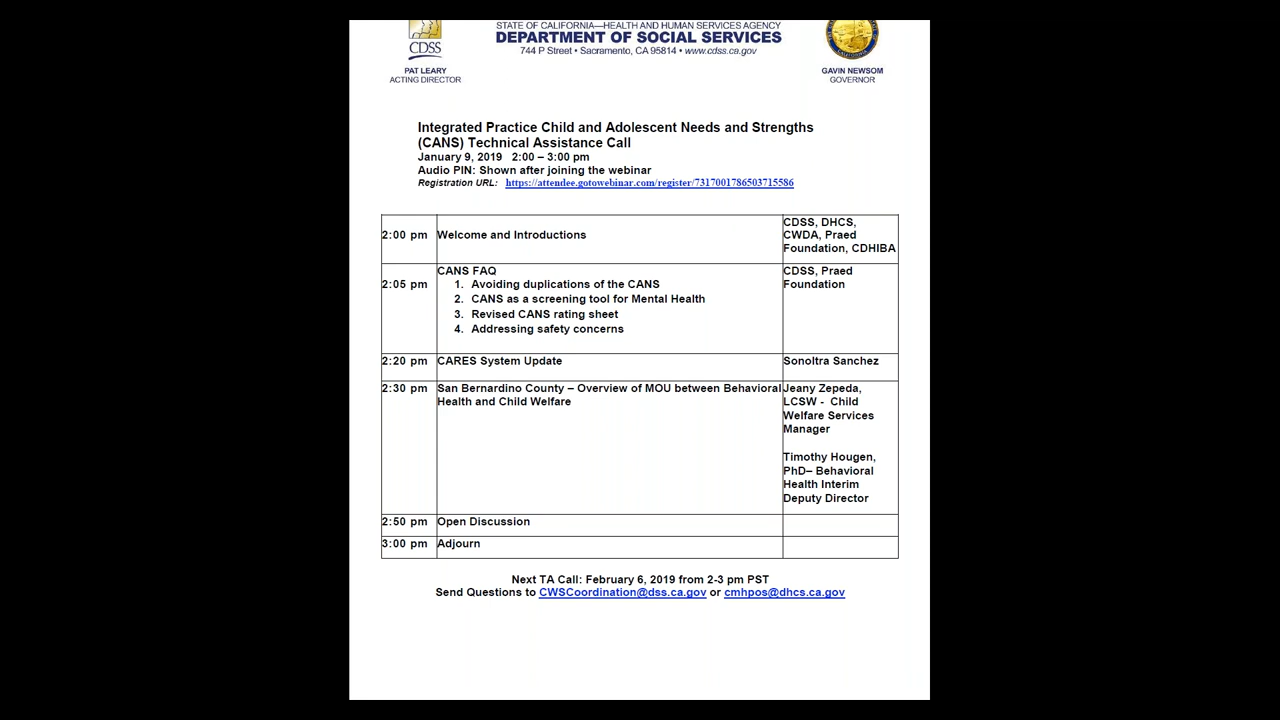 STATE OF CALIFORNIA—HEALTH AND HUMAN SERVICES AGENCY
DEPARTMENT OF SOCIAL SERVICES
744 P Street • Sacramento, CA 95814 • www.cdss.ca.gov
CDSS
PAT LEARY
ACTING DIRECTOR
GAVIN NEWSOM
GOVERNOR
Integrated Practice Child and Adolescent Needs and Strengths
(CANS) Technical Assistance Call
January 9, 2019 2:00 – 3:00 pm
Audio PIN: Shown after joining the webinar
Registration URL: https://attendee.gotowebinar.com/register/7317001786503715586
2:00 pm
Welcome and Introductions
CDSS, DHCS,
CWDA, Praed
Foundation, CDHIBA
2:05 pm
CANS FAQ
1. Avoiding duplications of the CANS
2. CANS as a screening tool for Mental Health
3. Revised CANS rating sheet
4. Addressing safety concerns
CDSS, Praed
Foundation
2:20 pm
CARES System Update
Sonoltra Sanchez
2:30 pm
San Bernardino County – Overview of MOU between Behavioral
Health and Child Welfare
Jeany Zepeda,
LCSW - Child
Welfare Services
Manager
Timothy Hougen,
PhD– Behavioral
Health Interim
Deputy Director
2:50 pm
Open Discussion
3:00 pm
Adjourn
Next TA Call: February 6, 2019 from 2-3 pm PST
Send Questions to CWSCoordination@dss.ca.gov or cmhpos@dhcs.ca.gov